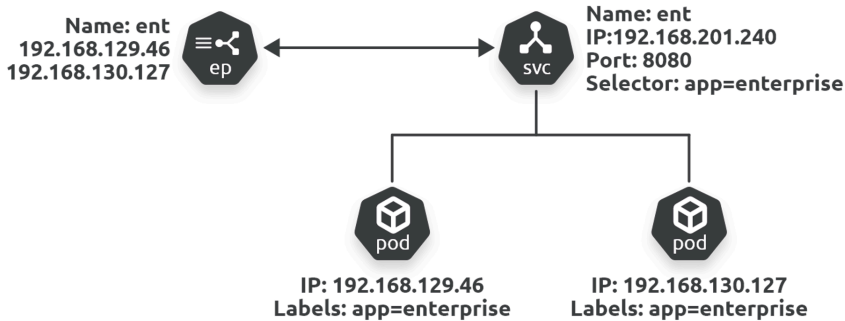 Name: ent
192.168.129.46
192.168.130.127
ep
svc
Name: ent
IP:192.168.201.240
Port: 8080
Selector: app=enterprise
pod
IP: 192.168.129.46
Labels: app=enterprise
pod
IP: 192.168.130.127
Labels: app=enterprise